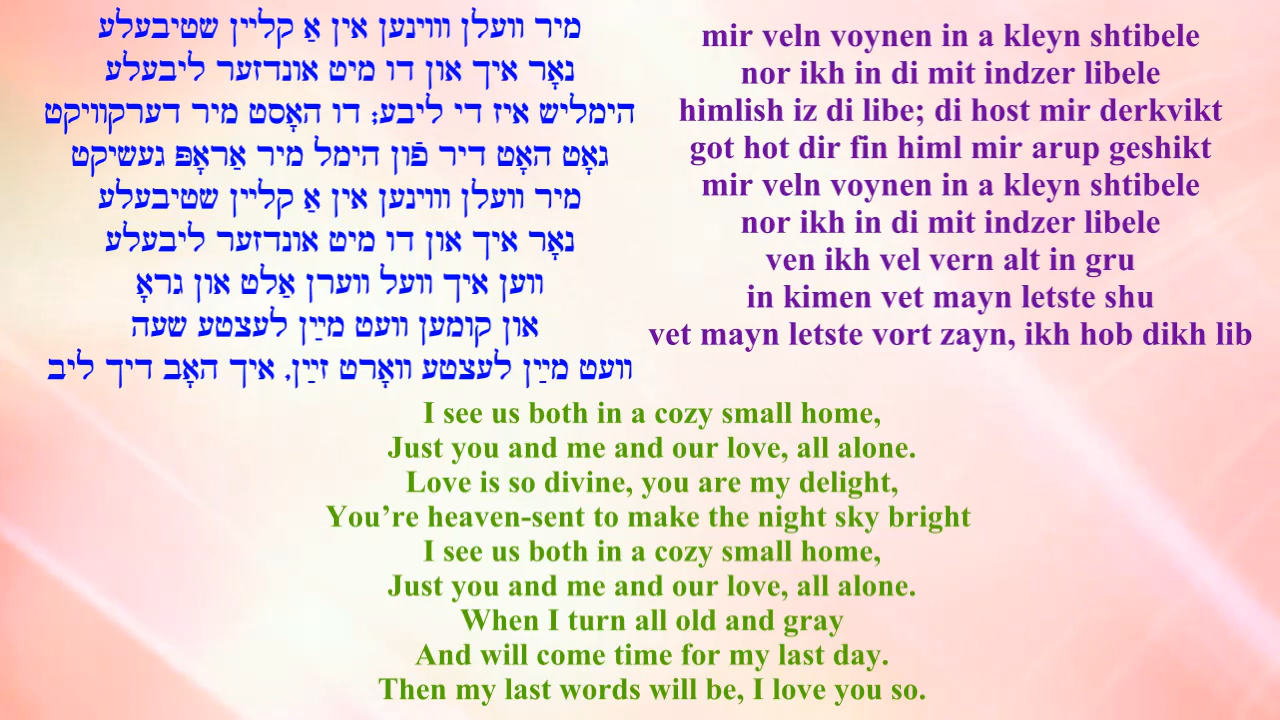 מיר וועלן וווינען אין אַ קליין שטיבעלע
נאָר איך און דו מיט אונדזער ליבעלע
הימליש איז די ליבע; דו האָסט מיר דערקוויקט
גאָט האָט דיר פֿון הימל מיר אַראָפּ געשיקט
מיר וועלן וווינען אין אַ קליין שטיבעלע
נאָר איך און דו מיט אונדזער ליבעלע
ווען איך וועל ווערן אַלט און גראָ
און קומען וועט מײַן לעצטע שעה
וועט מײַן לעצטע וואָרט זײַן, איך האָב דיך ליב
mir veln voynen in a kleyn shtibele
nor ikh in di mit indzer libele
himlish iz di libe; di host mir derkvikt
got hot dir fin himl mir arup geshikt
mir veln voynen in a kleyn shtibele
nor ikh in di mit indzer libele
ven ikh vel vern alt in gru
in kimen vet mayn letste shu
vet mayn letste vort zayn, ikh hob dikh lib
I see us both in a cozy small home,
Just you and me and our love, all alone.
Love is so divine, you are my delight,
You’re heaven-sent to make the night sky bright
I see us both in a cozy small home,
Just you and me and our love, all alone.
When I turn all old and gray
And will come time for my last day.
Then my last words will be, I love you so.